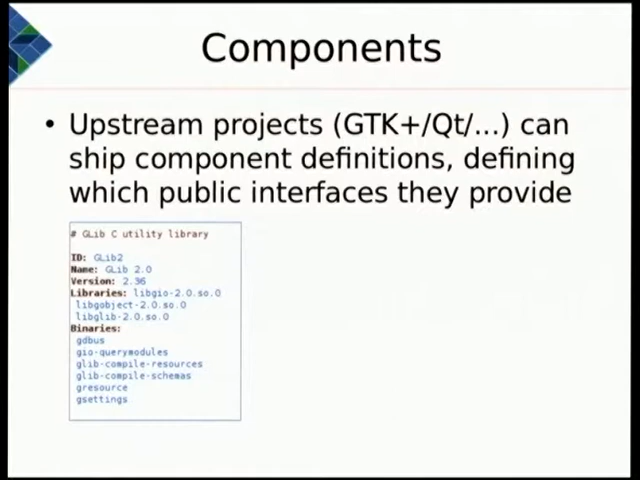 Components
• Upstream projects (GTK+/Qt/...) can
ship component definitions, defining
which public interfaces they provide
# GLib C utility library
ID: GLib2
Name: GLib 2.0
Version: 2.36
Libraries: libgio-2.0.so.0
libgobject-2.0.so.0
libglib-2.0.so.0
Binaries:
gdbus
gio-querymodules
glib-compile-resources
glib-compile-schemas
gresource
gsettings